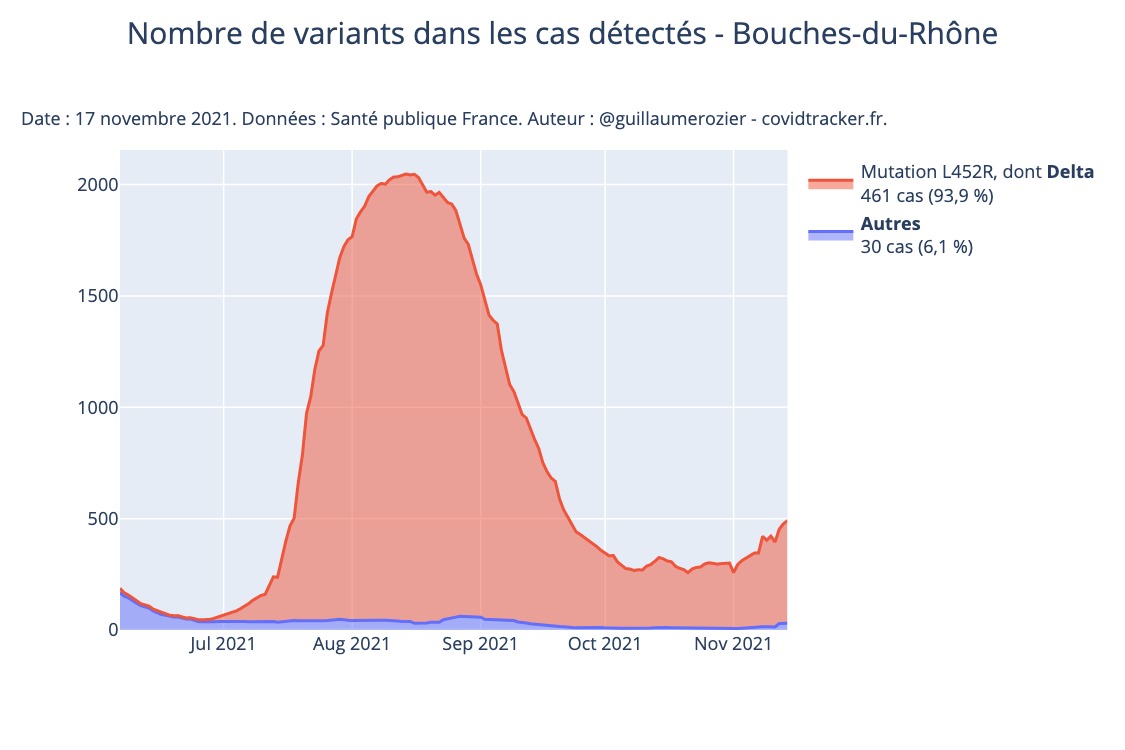 Nombre de variants dans les cas détectés - Bouches-du-Rhône
Date : 17 novembre 2021. Données : Santé publique France. Auteur : @guillaumerozier - covidtracker.fr.
Mutation L452R, dont Delta
461 cas (93,9 %)
Autres
30 cas (6,1 %)
2000
1500
1000
500
0
Jul 2021
Aug 2021
Sep 2021
Oct 2021
Nov 2021